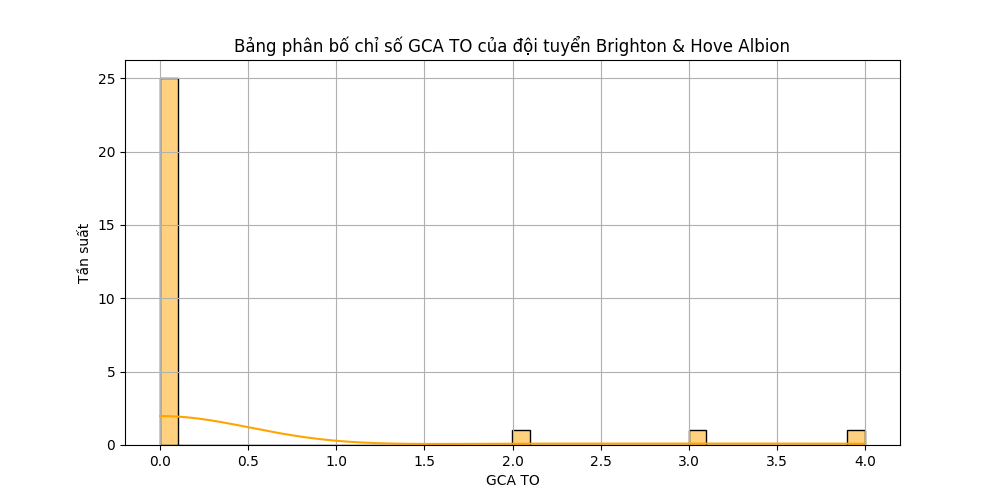 Bảng phân bố chỉ số GCA TO của đội tuyển Brighton & Hove Albion
Tần suất
25
20
15
10
5
0
0.0 0.5 1.0 1.5 2.0 2.5 3.0 3.5 4.0
GCA TO